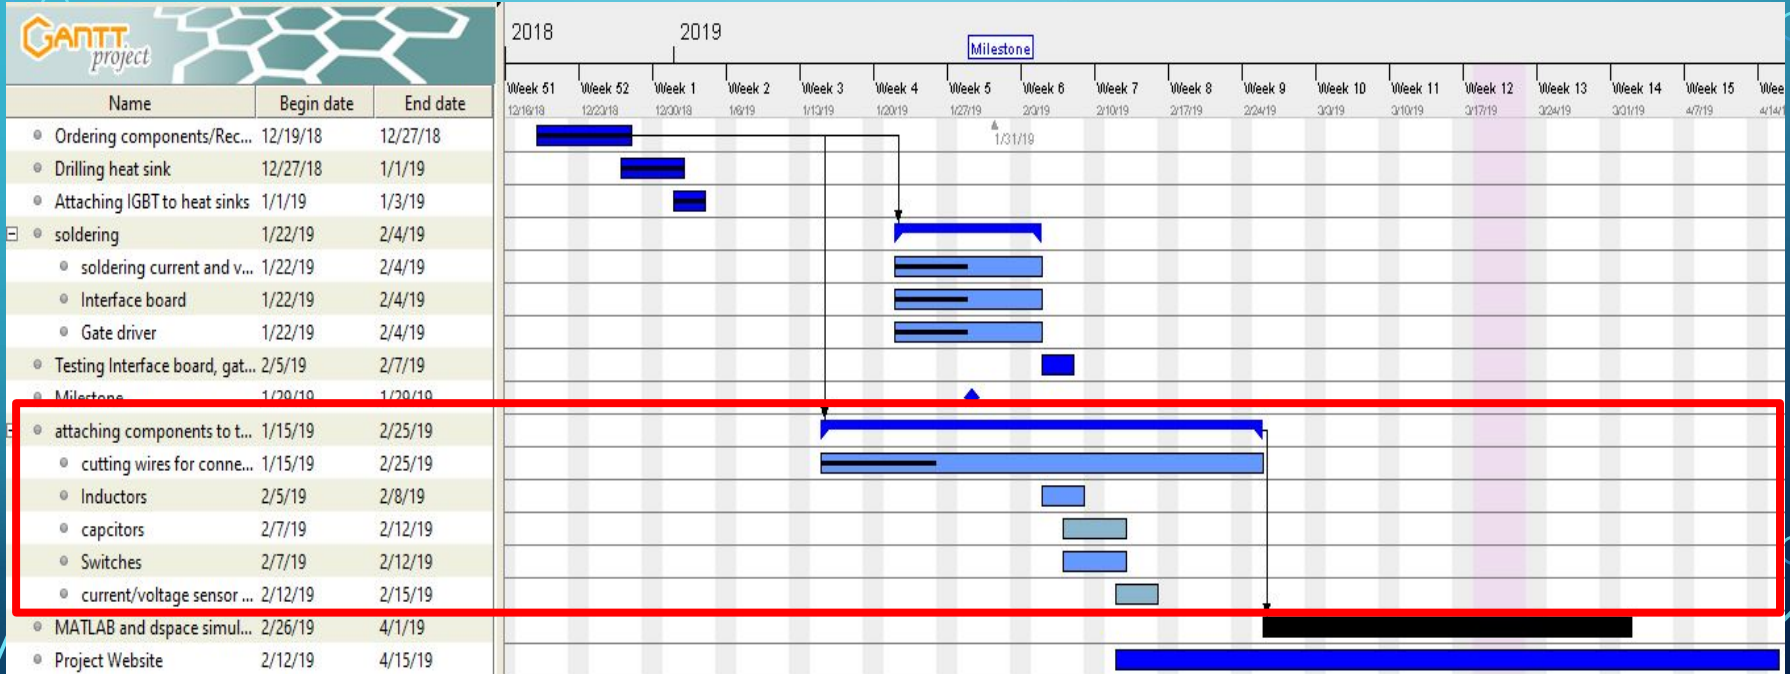 GANTT
project
2018 2019
Milestone
Week 51 Week 52 Week 1 Week 2 Week 3 Week 4 Week 5 Week 6 Week 7 Week 8 Week 9 Week 10 Week 11 Week 12 Week 13 Week 14 Week 15 Wee
Name Begin date End date
12/16/18 12/23/18 12/30/18 1/6/19 1/13/19 1/20/19 1/27/19 2/3/19 2/10/19 2/17/19 2/24/19 3/3/19 3/10/19 3/17/19 3/24/19 3/31/19 4/7/19 4/14/1
Ordering components/Rec... 12/19/18 12/27/18
1/31/19
Drilling heat sink 12/27/18 1/1/19
Attaching IGBT to heat sinks 1/1/19 1/3/19
soldering 1/22/19 2/4/19
soldering current and v... 1/22/19 2/4/19
Interface board 1/22/19 2/4/19
Gate driver 1/22/19 2/4/19
Testing Interface board, gat... 2/5/19 2/7/19
Milestone 1/29/19 1/29/19
attaching components to t... 1/15/19 2/25/19
cutting wires for conne... 1/15/19 2/25/19
Inductors 2/5/19 2/8/19
capcitors 2/7/19 2/12/19
Switches 2/7/19 2/12/19
current/voltage sensor ... 2/12/19 2/15/19
MATLAB and dspace simul... 2/26/19 4/1/19
Project Website 2/12/19 4/15/19